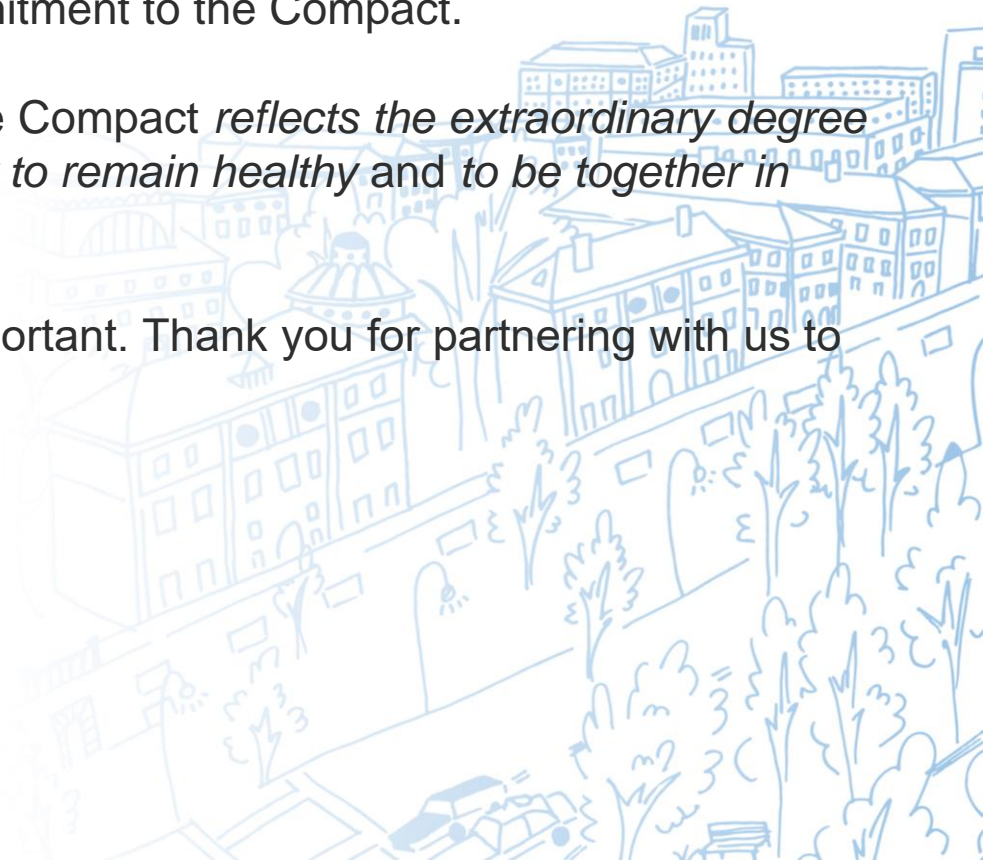 mitment to the Compact.
e Compact reflects the extraordinary degree
to remain healthy and to be together in
ortant. Thank you for partnering with us to